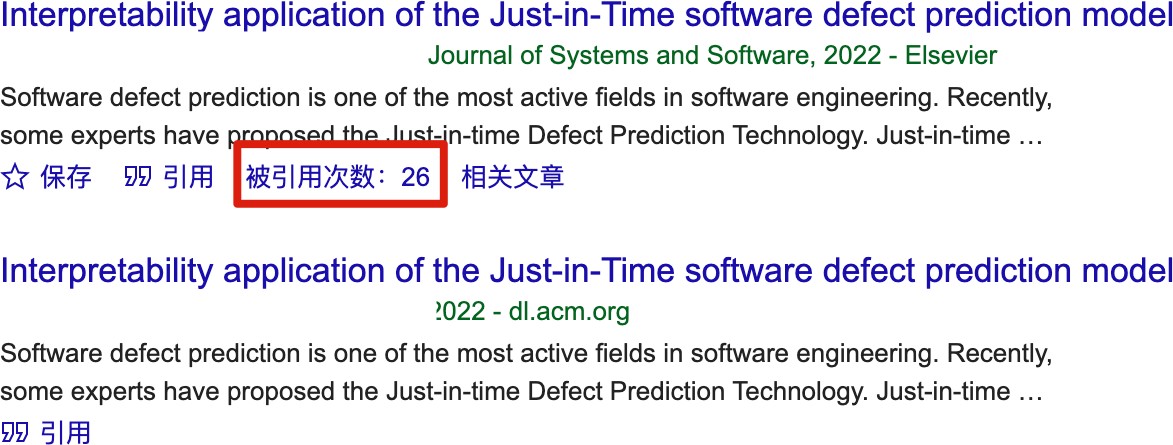 Interpretability application of the Just-in-Time software defect prediction model
Journal of Systems and Software, 2022 - Elsevier
Software defect prediction is one of the most active fields in software engineering. Recently,
some experts have proposed the Just-in-time Defect Prediction Technology. Just-in-time …
保存 引用 被引用次数：26 相关文章
Interpretability application of the Just-in-Time software defect prediction model
2022 - dl.acm.org
Software defect prediction is one of the most active fields in software engineering. Recently,
some experts have proposed the Just-in-time Defect Prediction Technology. Just-in-time …
引用